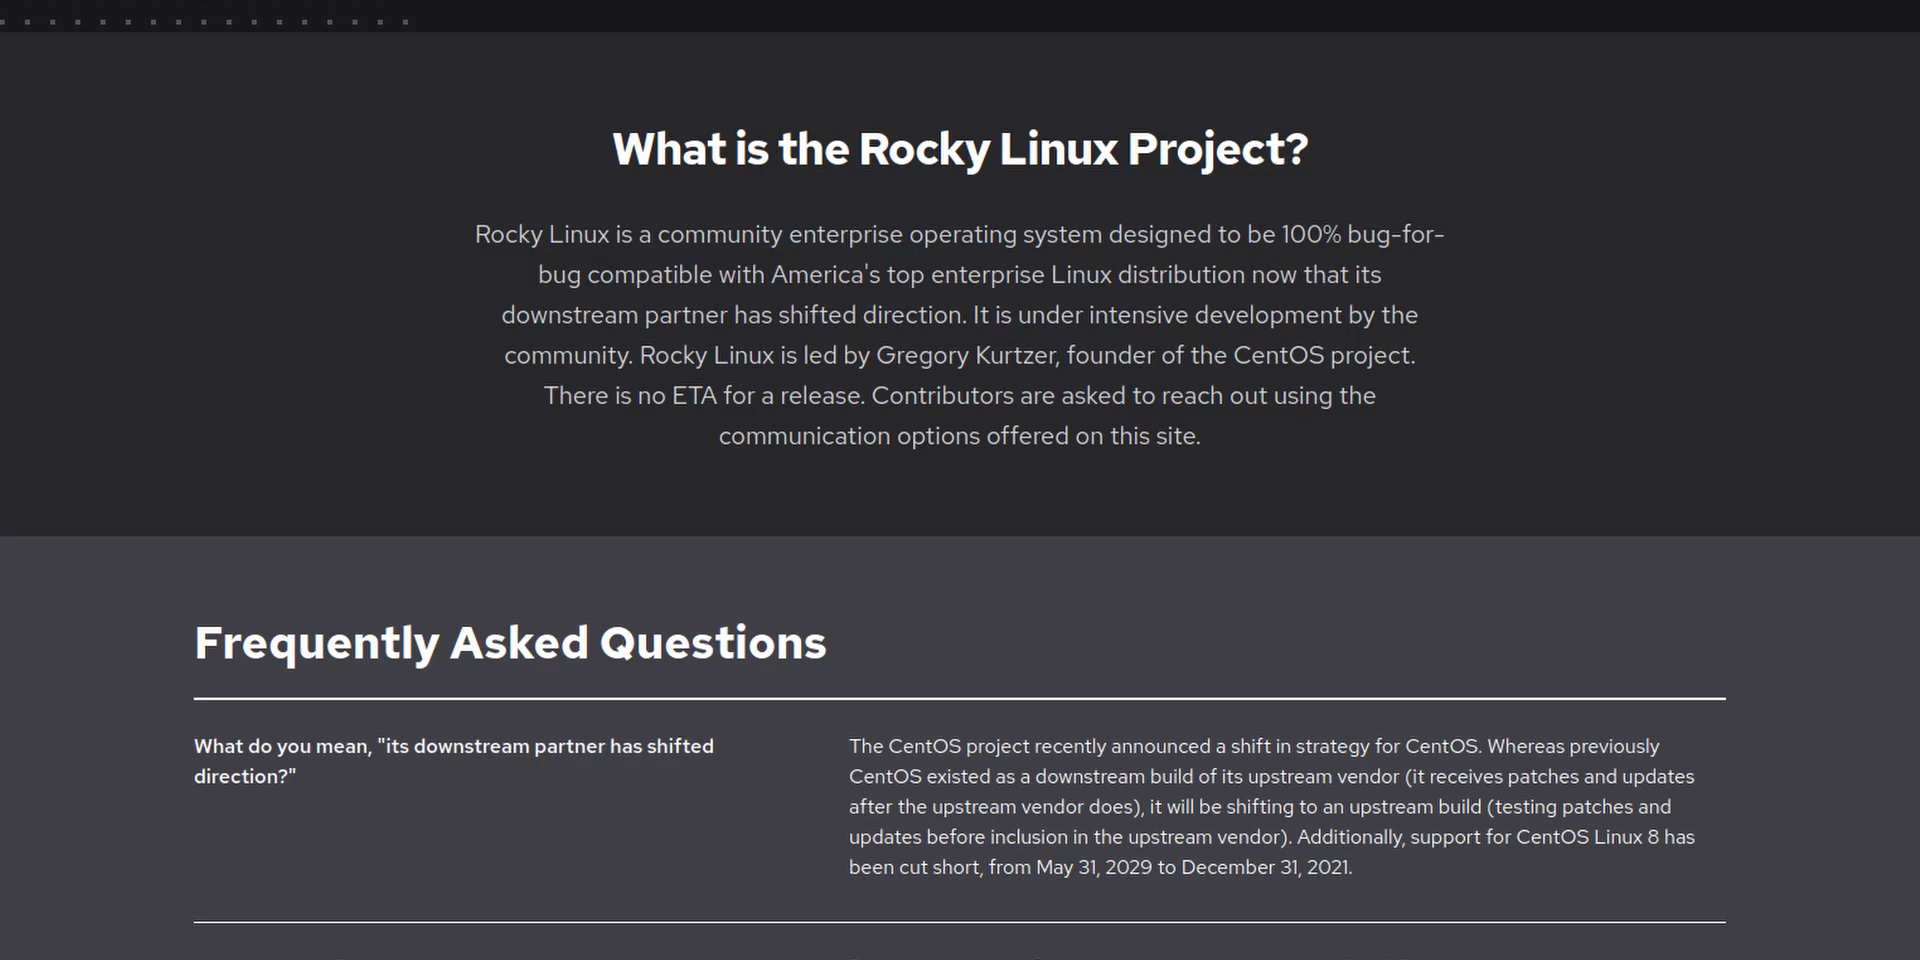 What is the Rocky Linux Project?
Rocky Linux is a community enterprise operating system designed to be 100% bug-for-
bug compatible with America's top enterprise Linux distribution now that its
downstream partner has shifted direction. It is under intensive development by the
community. Rocky Linux is led by Gregory Kurtzer, founder of the CentOS project.
There is no ETA for a release. Contributors are asked to reach out using the
communication options offered on this site.
Frequently Asked Questions
What do you mean, "its downstream partner has shifted
direction?"
The CentOS project recently announced a shift in strategy for CentOS. Whereas previously
CentOS existed as a downstream build of its upstream vendor (it receives patches and updates
after the upstream vendor does), it will be shifting to an upstream build (testing patches and
updates before inclusion in the upstream vendor). Additionally, support for CentOS Linux 8 has
been cut short, from May 31, 2029 to December 31, 2021.